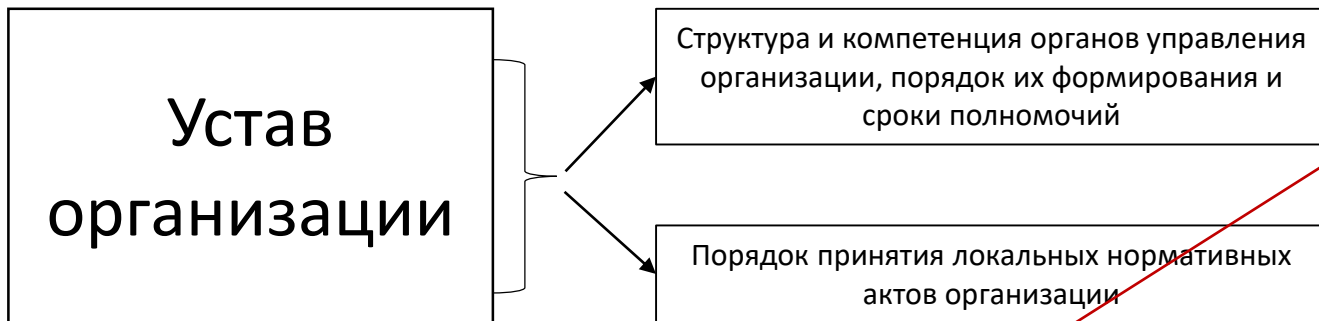 Устав
организации
Структура и компетенция органов управления
организации, порядок их формирования и
сроки полномочий
Порядок принятия локальных нормативных
актов организации